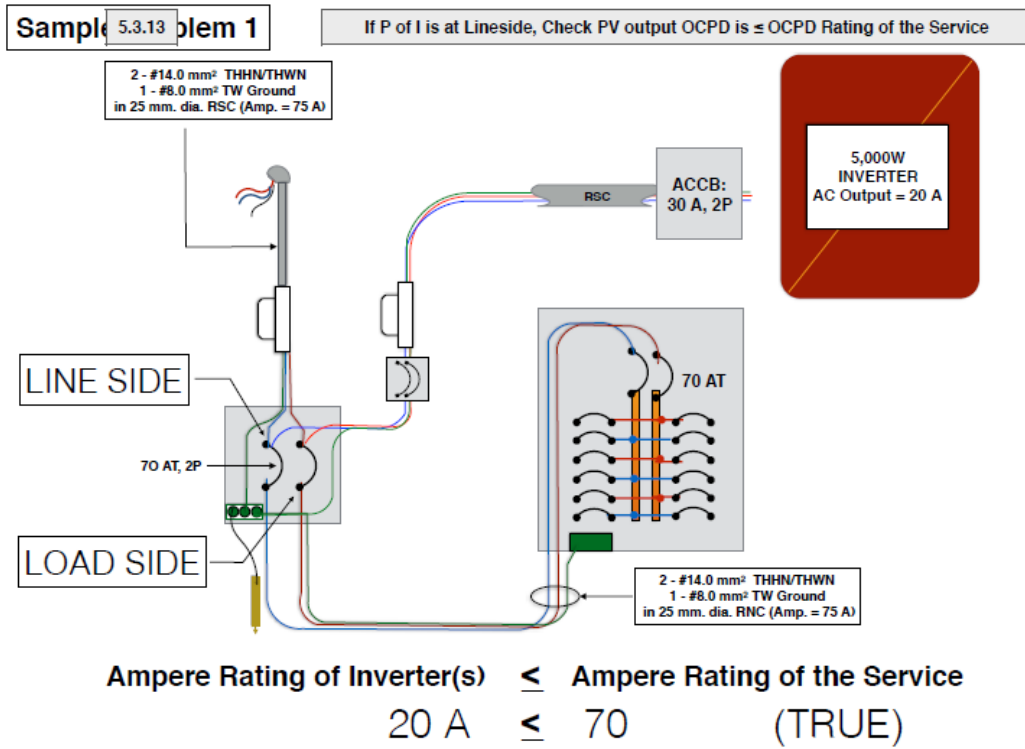 Sample 5.3.13 blem 1
If P of I is at Lineside, Check PV output OCPD is ≤ OCPD Rating of the Service
2 - #14.0 mm² THHN/THWN
1 - #8.0 mm² TW Ground
in 25 mm. dia. RSC (Amp. = 75 A)
5,000W
INVERTER
AC Output = 20 A
ACCB:
30 A, 2P
RSC
LINE SIDE
70 AT
70 AT, 2P
LOAD SIDE
2 - #14.0 mm² THHN/THWN
1 - #8.0 mm² TW Ground
in 25 mm. dia. RNC (Amp. = 75 A)
Ampere Rating of Inverter(s) ≤ Ampere Rating of the Service
20 A ≤ 70 (TRUE)